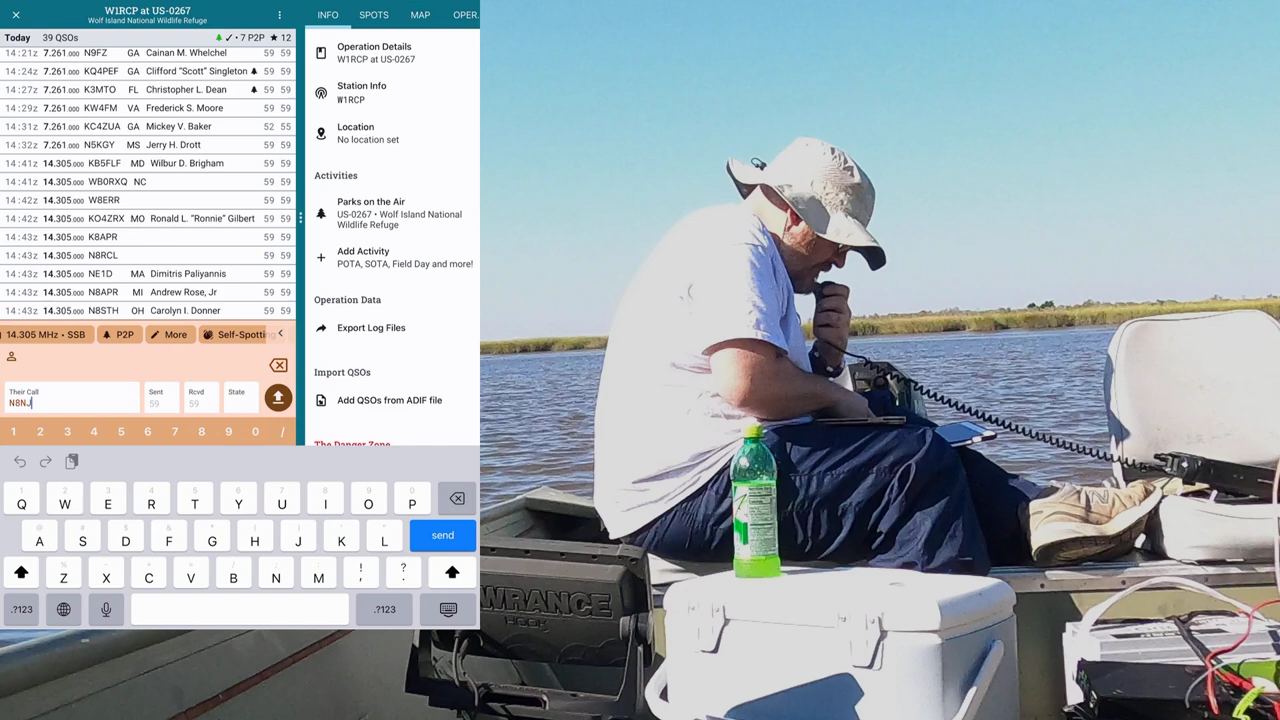 W1RCP at US-0267
Wolf Island National Wildlife Refuge
Today 39 QSOs ✓ • 7 P2P ★ 12
14:21z 7.261.000 N9FZ GA Cainan M. Whelchel 59 59
14:24z 7.261.000 KQ4PEF GA Clifford "Scott" Singleton 59 59
14:27z 7.261.000 K3MTO FL Christopher L. Dean 59 59
14:29z 7.261.000 KW4FM VA Frederick S. Moore 59 59
14:31z 7.261.000 KC4ZUA GA Mickey V. Baker 52 55
14:32z 7.261.000 N5KGY MS Jerry H. Drott 59 59
14:41z 14.305.000 KB5FLF MD Wilbur D. Brigham 59 59
14:41z 14.305.000 WB0RXQ NC 59 59
14:42z 14.305.000 W8ERR 59 59
14:42z 14.305.000 KO4ZRX MO Ronald L. "Ronnie" Gilbert 59 59
14:43z 14.305.000 K8APR 59 59
14:43z 14.305.000 N8RCL 59 59
14:43z 14.305.000 NE1D MA Dimitris Paliyannis 59 59
14:43z 14.305.000 N8APR MI Andrew Rose, Jr 59 59
14:43z 14.305.000 N8STH OH Carolyn I. Donner 59 59
14.305 MHz • SSB P2P More Self-Spotting
Their Call Sent Rcvd State
N8NJ 59 59
1 2 3 4 5 6 7 8 9 0 /
INFO SPOTS MAP OPER.
Operation Details
W1RCP at US-0267
Station Info
W1RCP
Location
No location set
Activities
Parks on the Air
US-0267 • Wolf Island National
Wildlife Refuge
Add Activity
POTA, SOTA, Field Day and more!
Operation Data
Export Log Files
Import QSOs
Add QSOs from ADIF file
The Danger Zone
1 2 3 4 5 6 7 8 9 0
Q W E R T Y U I O P
A S D F G H J K L send
Z X C V B N M ! , ? .
.?123 .?123
WRANCE
HOOK
N